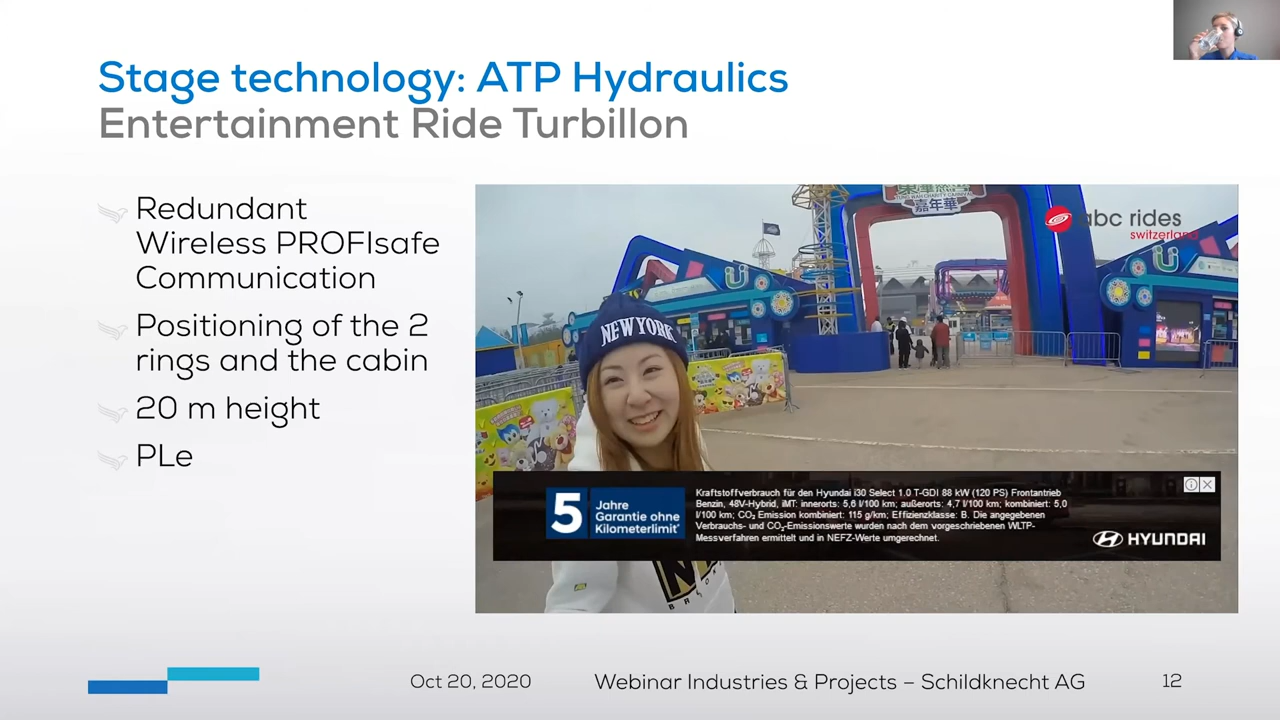 Stage technology: ATP Hydraulics
Entertainment Ride Turbillon
Redundant
Wireless PROFIsafe
Communication
Positioning of the 2
rings and the cabin
20 m height
PLe
嘉年華
abc rides
switzerland
NEW YORK
5
Jahre
Garantie ohne
Kilometerlimit*
Kraftstoffverbrauch für den Hyundai i30 Select 1.0 T-GDI 88 kW (120 PS) Frontantrieb
Benzin, 48V-Hybrid, iMT: innerorts: 5,6 l/100 km; außerorts: 4,7 l/100 km; kombiniert: 5,0
l/100 km; CO₂ Emission kombiniert: 115 g/km; Effizienzklasse: B. Die angegebenen
Verbrauchs- und CO₂-Emissionswerte wurden nach dem vorgeschriebenen WLTP-
Messverfahren ermittelt und in NEFZ-Werte umgerechnet.
HYUNDAI
Oct 20, 2020
Webinar Industries & Projects – Schildknecht AG
12